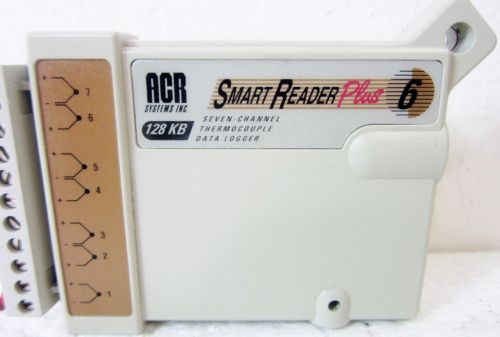 ACR
SYSTEMS INC.
128 KB
SMART READER Plus 6
SEVEN-CHANNEL
THERMOCOUPLE
DATA LOGGER
+ 7
-
- 6
+
+ 5
-
- 4
+
+ 3
-
- 2
+
- 1
+